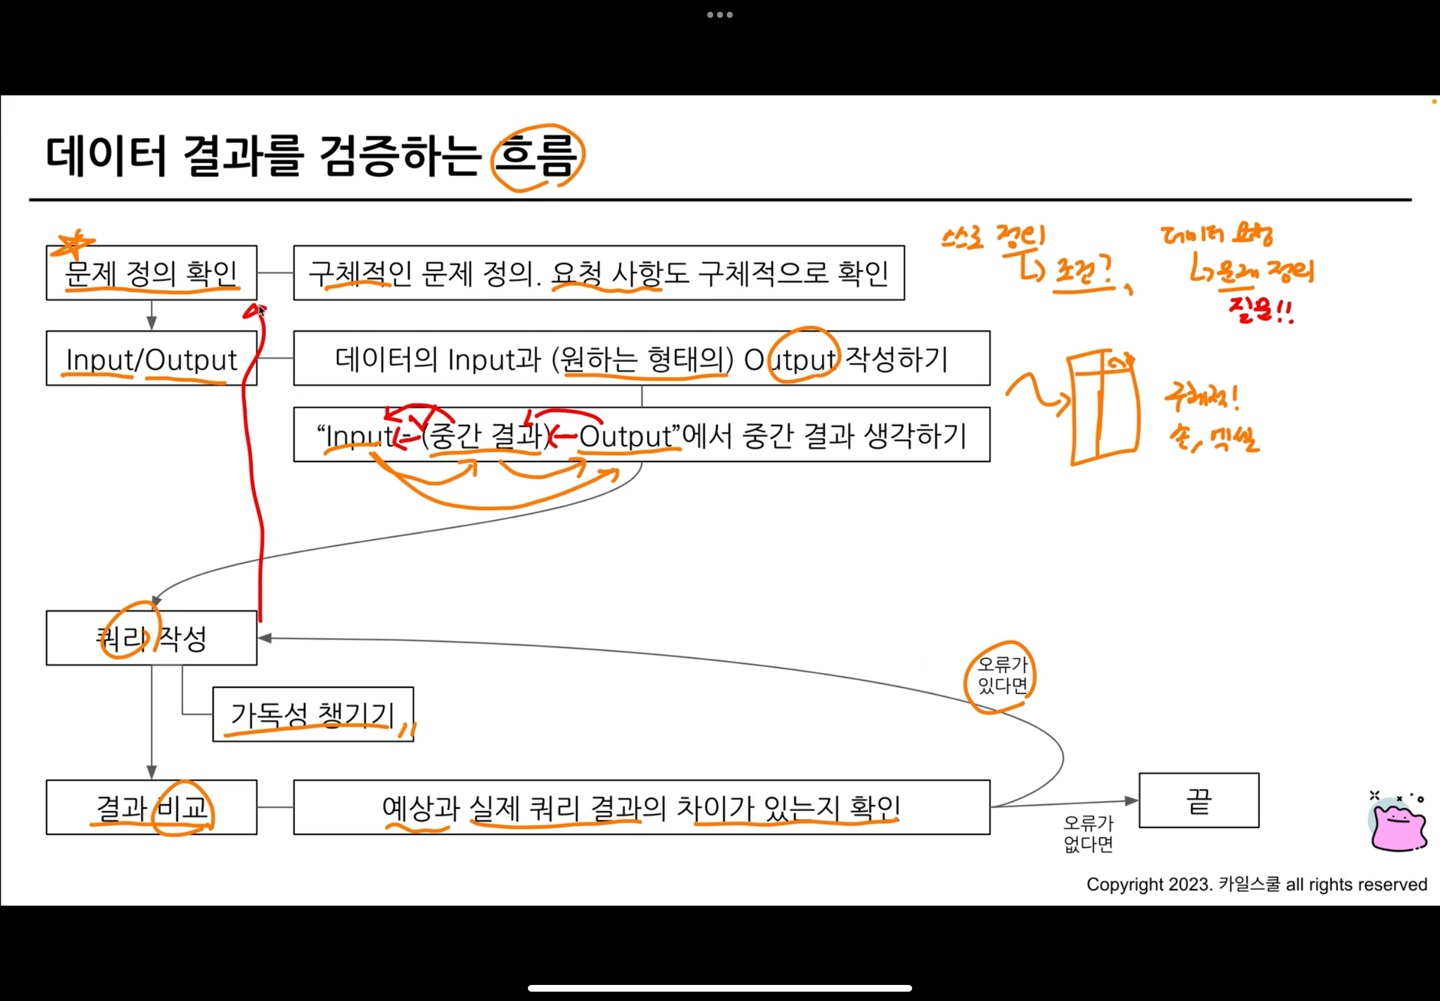 데이터 결과를 검증하는 흐름
문제 정의 확인
구체적인 문제 정의. 요청 사항도 구체적으로 확인
스스로 정리
조건?,
데이터 요청
문제 정의
질문!!
Input/Output
데이터의 Input과 (원하는 형태의) Output 작성하기
구체적!
손, 엑셀
“Input - (중간 결과) - Output”에서 중간 결과 생각하기
쿼리 작성
오류가
있다면
가독성 챙기기
결과 비교
예상과 실제 쿼리 결과의 차이가 있는지 확인
끝
오류가
없다면
Copyright 2023. 카일스쿨 all rights reserved